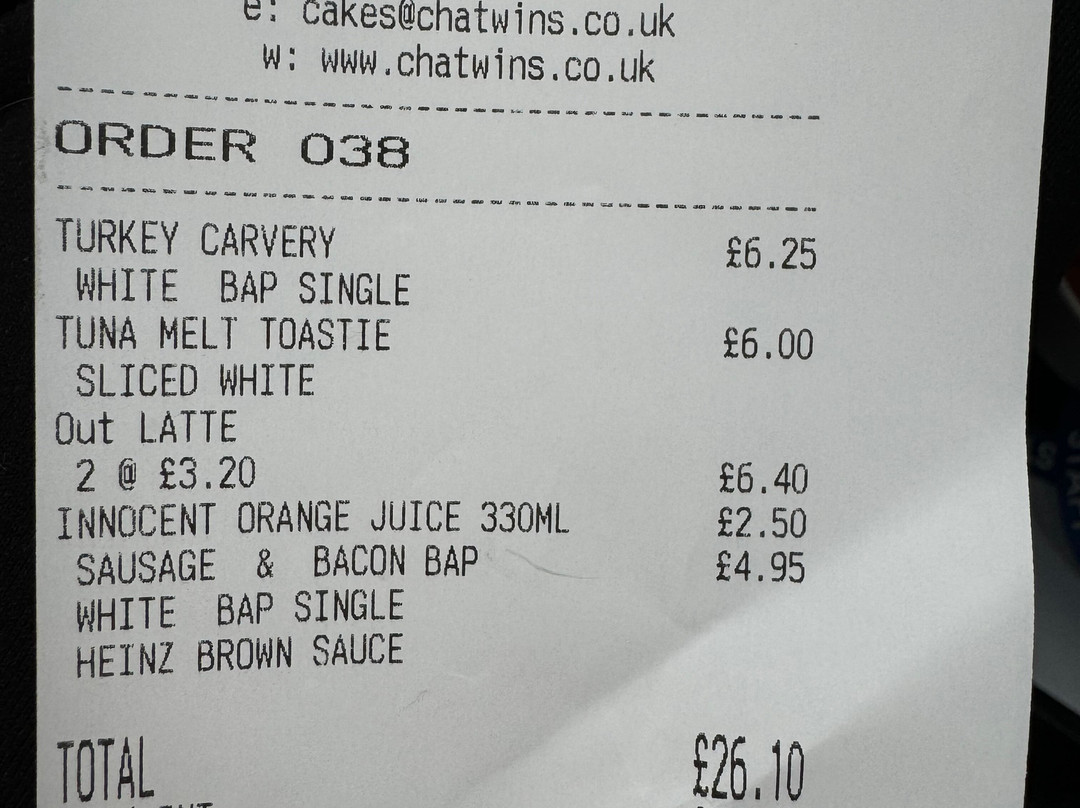 e: cakes@chatwins.co.uk
w: www.chatwins.co.uk
ORDER 038
TURKEY CARVERY £6.25
WHITE BAP SINGLE
TUNA MELT TOASTIE £6.00
SLICED WHITE
Out LATTE
2 @ £3.20 £6.40
INNOCENT ORANGE JUICE 330ML £2.50
SAUSAGE & BACON BAP £4.95
WHITE BAP SINGLE
HEINZ BROWN SAUCE
TOTAL £26.10